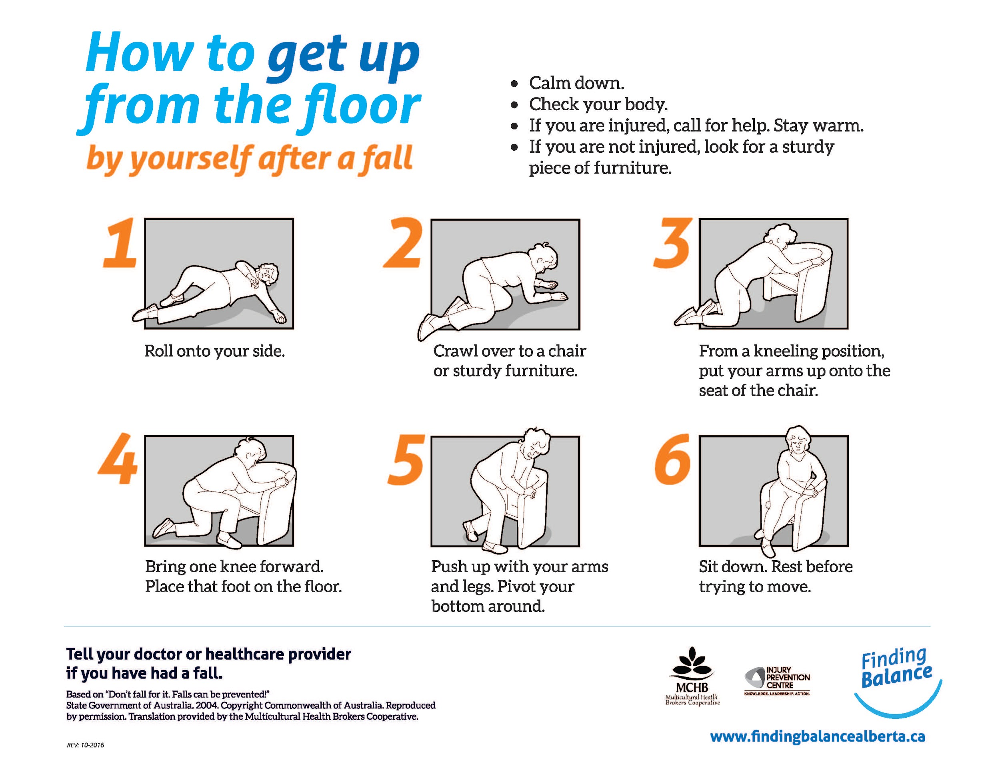 How to get up
from the floor
by yourself after a fall
• Calm down.
• Check your body.
• If you are injured, call for help. Stay warm.
• If you are not injured, look for a sturdy
piece of furniture.
1
Roll onto your side.
2
Crawl over to a chair
or sturdy furniture.
3
From a kneeling position,
put your arms up onto the
seat of the chair.
4
Bring one knee forward.
Place that foot on the floor.
5
Push up with your arms
and legs. Pivot your
bottom around.
6
Sit down. Rest before
trying to move.
Tell your doctor or healthcare provider
if you have had a fall.
Based on "Don't fall for it. Falls can be prevented!"
State Government of Australia. 2004. Copyright Commonwealth of Australia. Reproduced
by permission. Translation provided by the Multicultural Health Brokers Cooperative.
REV: 10-2016
MCHB
Multicultural Heatlh
Brokers Cooperative
INJURY
PREVENTION
CENTRE
KNOWLEDGE. LEADERSHIP. ACTION.
Finding
Balance
www.findingbalancealberta.ca